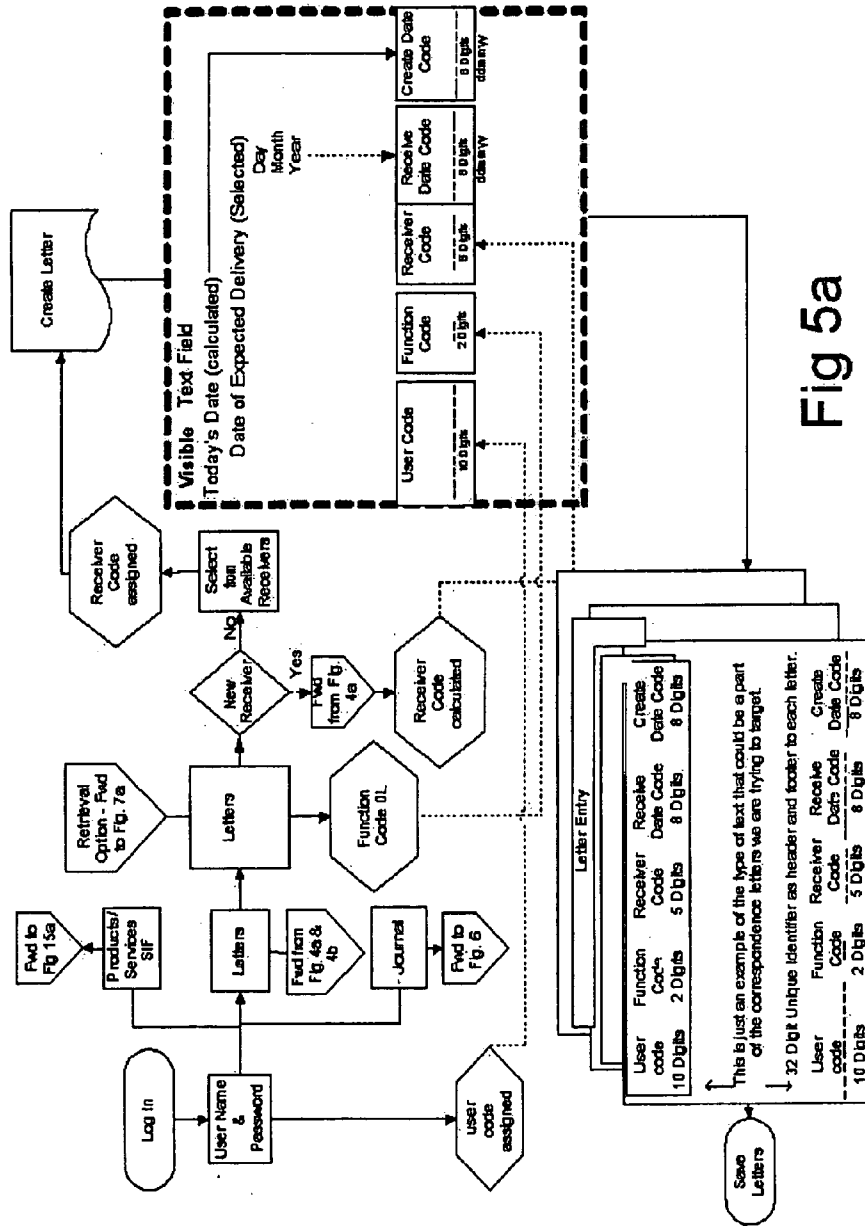 Log In
User Name
&
Password
user
code
assigned
Fwd to
Fig 15a
Products/
Services
SIF
Letters
Fwd from
Fig. 4a &
4b
Journal
Fwd to
Fig. 6
Retrieval
Option - Fwd
to Fig. 7a
Letters
Function
Code 0L
New
Receiver
No
Yes
Fwd
from Fig.
4a
Receiver
Code
calculated
Select
from
Available
Receivers
Receiver
Code
assigned
Create Letter
Visible Text Field
Today's Date (calculated)
Date of Expected Delivery (Selected)
Day
Month
Year
User Code
10 Digits
Function
Code
2 Digits
Receiver
Code
5 Digits
Receive
Date Code
8 Digits
Create Date
Code
8 Digits
Letter Entry
User Function Receiver Receive Create
code Code Code Date Code Date Code
10 Digits 2 Digits 5 Digits 8 Digits 8 Digits
This is just an example of the type of text that could be a part
of the correspondence letters we are trying to target.
32 Digit Unique Identifier as header and footer to each letter.
User Function Receiver Receive Create
code Code Code Date Code Date Code
10 Digits 2 Digits 5 Digits 8 Digits 8 Digits
Save
Letters
Fig 5a